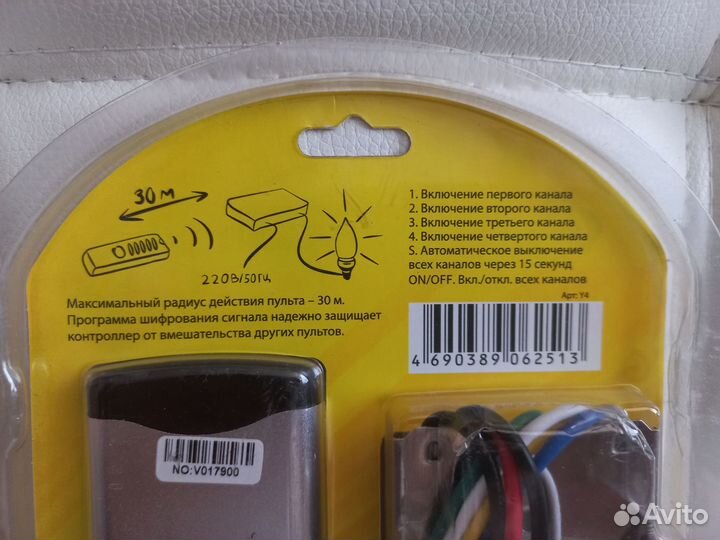 30 м
220В/50Гц
1. Включение первого канала
2. Включение второго канала
3. Включение третьего канала
4. Включение четвертого канала
S. Автоматическое выключение
всех каналов через 15 секунд
ON/OFF. Вкл./откл. всех каналов
Арт: Y4
Максимальный радиус действия пульта – 30 м.
Программа шифрования сигнала надежно защищает
контроллер от вмешательства других пультов.
4 690389 062513
NO:V017900
Avito